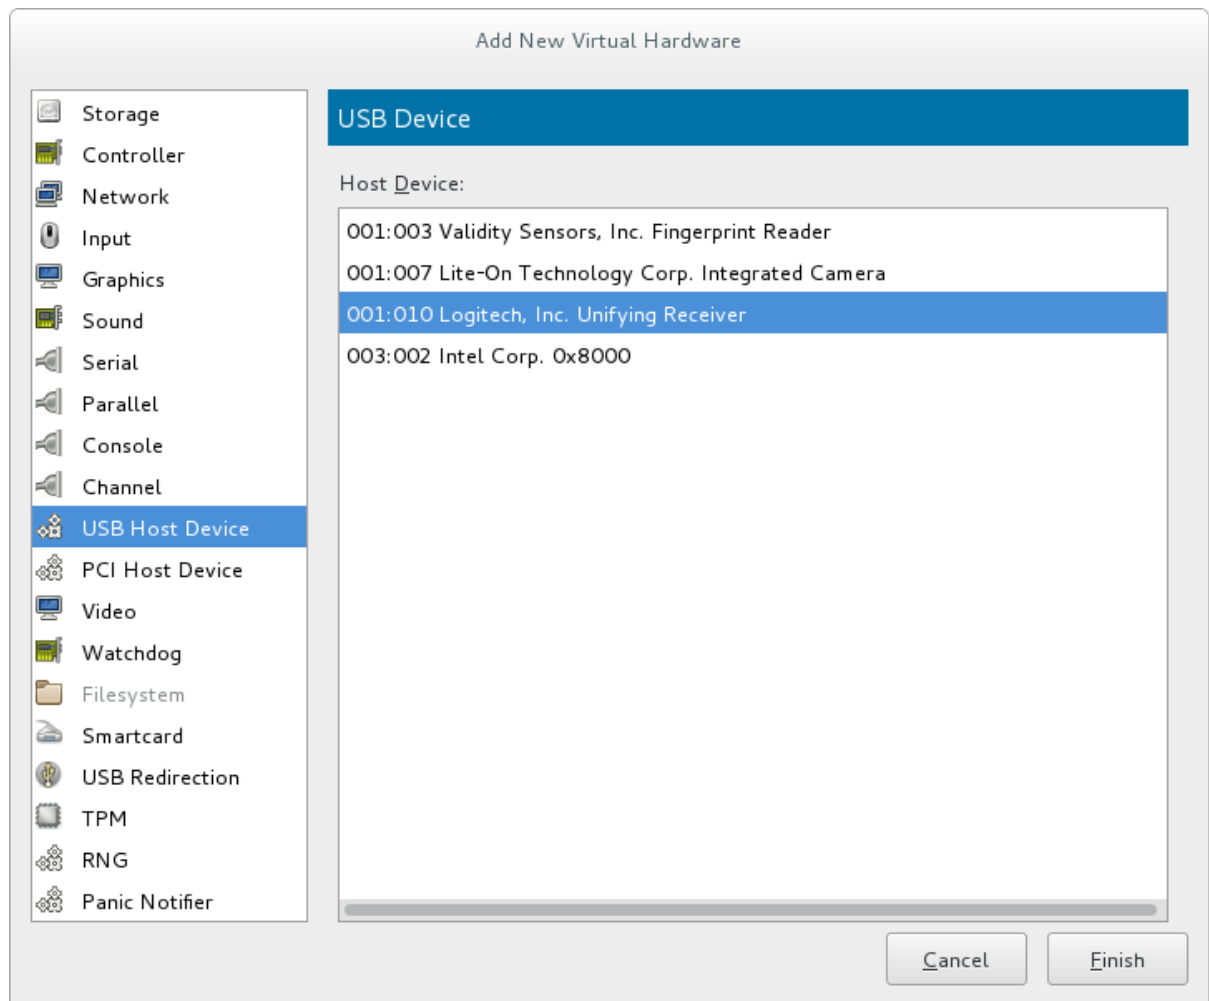 Add New Virtual Hardware
Storage
Controller
Network
Input
Graphics
Sound
Serial
Parallel
Console
Channel
USB Host Device
PCI Host Device
Video
Watchdog
Filesystem
Smartcard
USB Redirection
TPM
RNG
Panic Notifier
USB Device
Host Device:
001:003 Validity Sensors, Inc. Fingerprint Reader
001:007 Lite-On Technology Corp. Integrated Camera
001:010 Logitech, Inc. Unifying Receiver
003:002 Intel Corp. 0x8000
Cancel
Finish